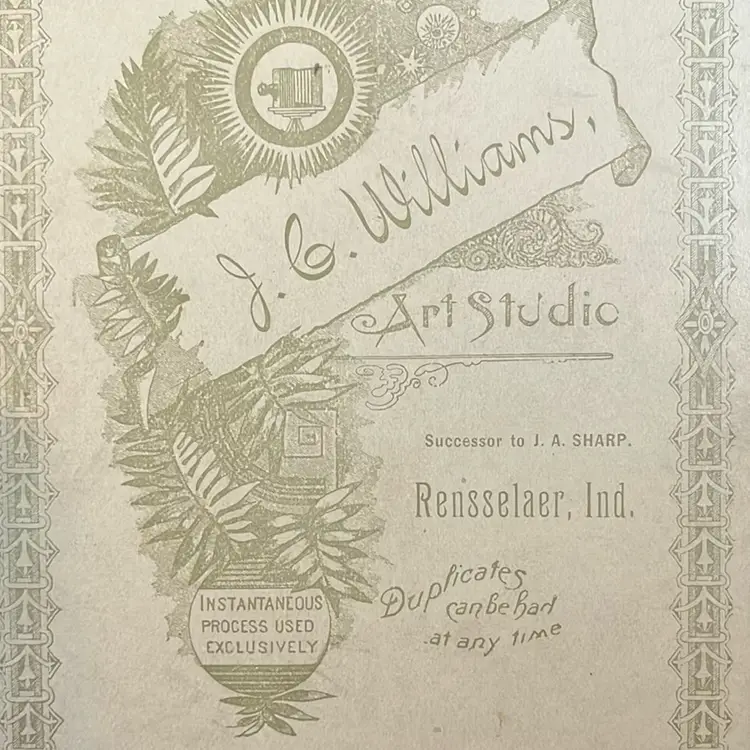 J. C. Williams,
Art Studio
Successor to J. A. SHARP.
Rensselaer, Ind.
Duplicates
can be had
at any time
INSTANTANEOUS
PROCESS USED
EXCLUSIVELY